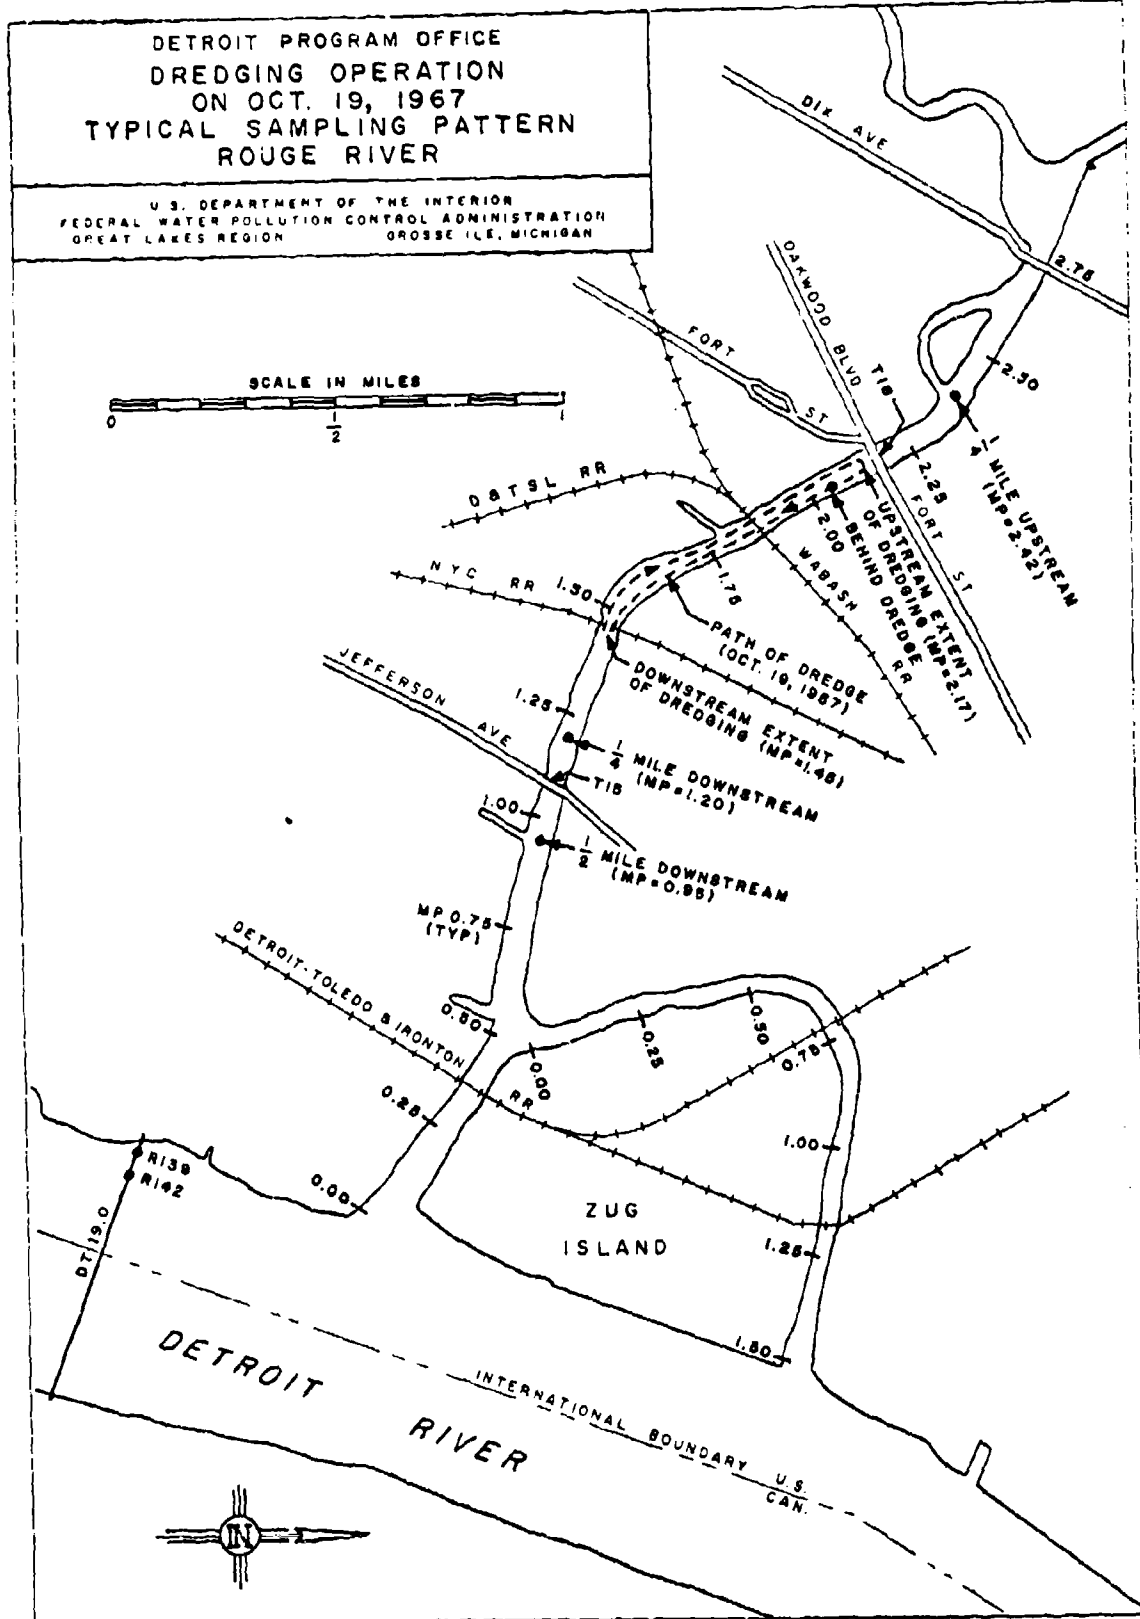 DETROIT PROGRAM OFFICE
DREDGING OPERATION
ON OCT. 19, 1967
TYPICAL SAMPLING PATTERN
ROUGE RIVER
U.S. DEPARTMENT OF THE INTERIOR
FEDERAL WATER POLLUTION CONTROL ADMINISTRATION
GREAT LAKES REGION GROSSE ILE, MICHIGAN
DIX AVE
2.75
OAKWOOD BLVD
FORT ST
T16
2.50
SCALE IN MILES
0 1/2 1
1/4 MILE UPSTREAM
(MP=2.42)
2.25
FORT ST
D&TSL RR
UPSTREAM EXTENT
OF DREDGING (MP=2.17)
BEHIND DREDGE
2.00
WABASH RR
NYC RR
1.50
1.75
PATH OF DREDGE
(OCT. 19, 1967)
JEFFERSON AVE
DOWNSTREAM EXTENT
OF DREDGING (MP=1.45)
1.25
1/4 MILE DOWNSTREAM
(MP=1.20)
T15
1.00
1/2 MILE DOWNSTREAM
(MP=0.95)
MP 0.75
(TYP)
DETROIT-TOLEDO & IRONTON RR
0.50
0.00
0.25
0.50
0.75
0.25
1.00
R139
R142
0.00
ZUG
ISLAND
DT 19.0
1.25
1.50
DETROIT
RIVER
INTERNATIONAL BOUNDARY U.S.
CAN.
N